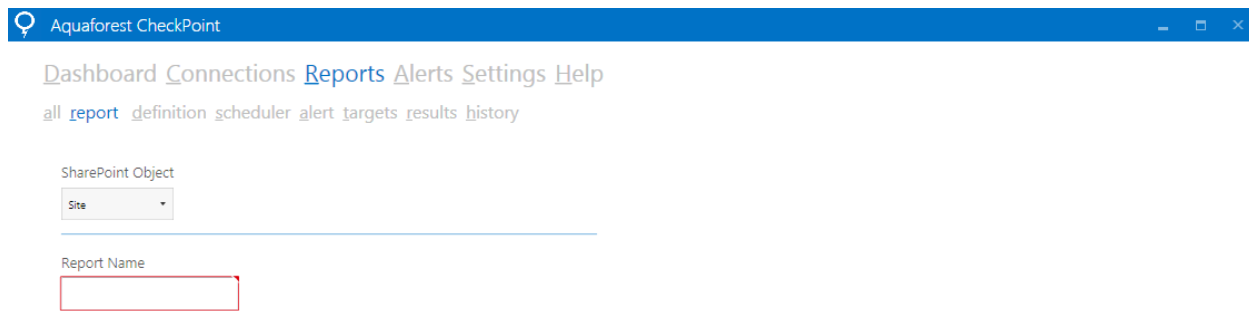 Aquaforest CheckPoint
Dashboard Connections Reports Alerts Settings Help
all report definition scheduler alert targets results history
SharePoint Object
Site
Report Name